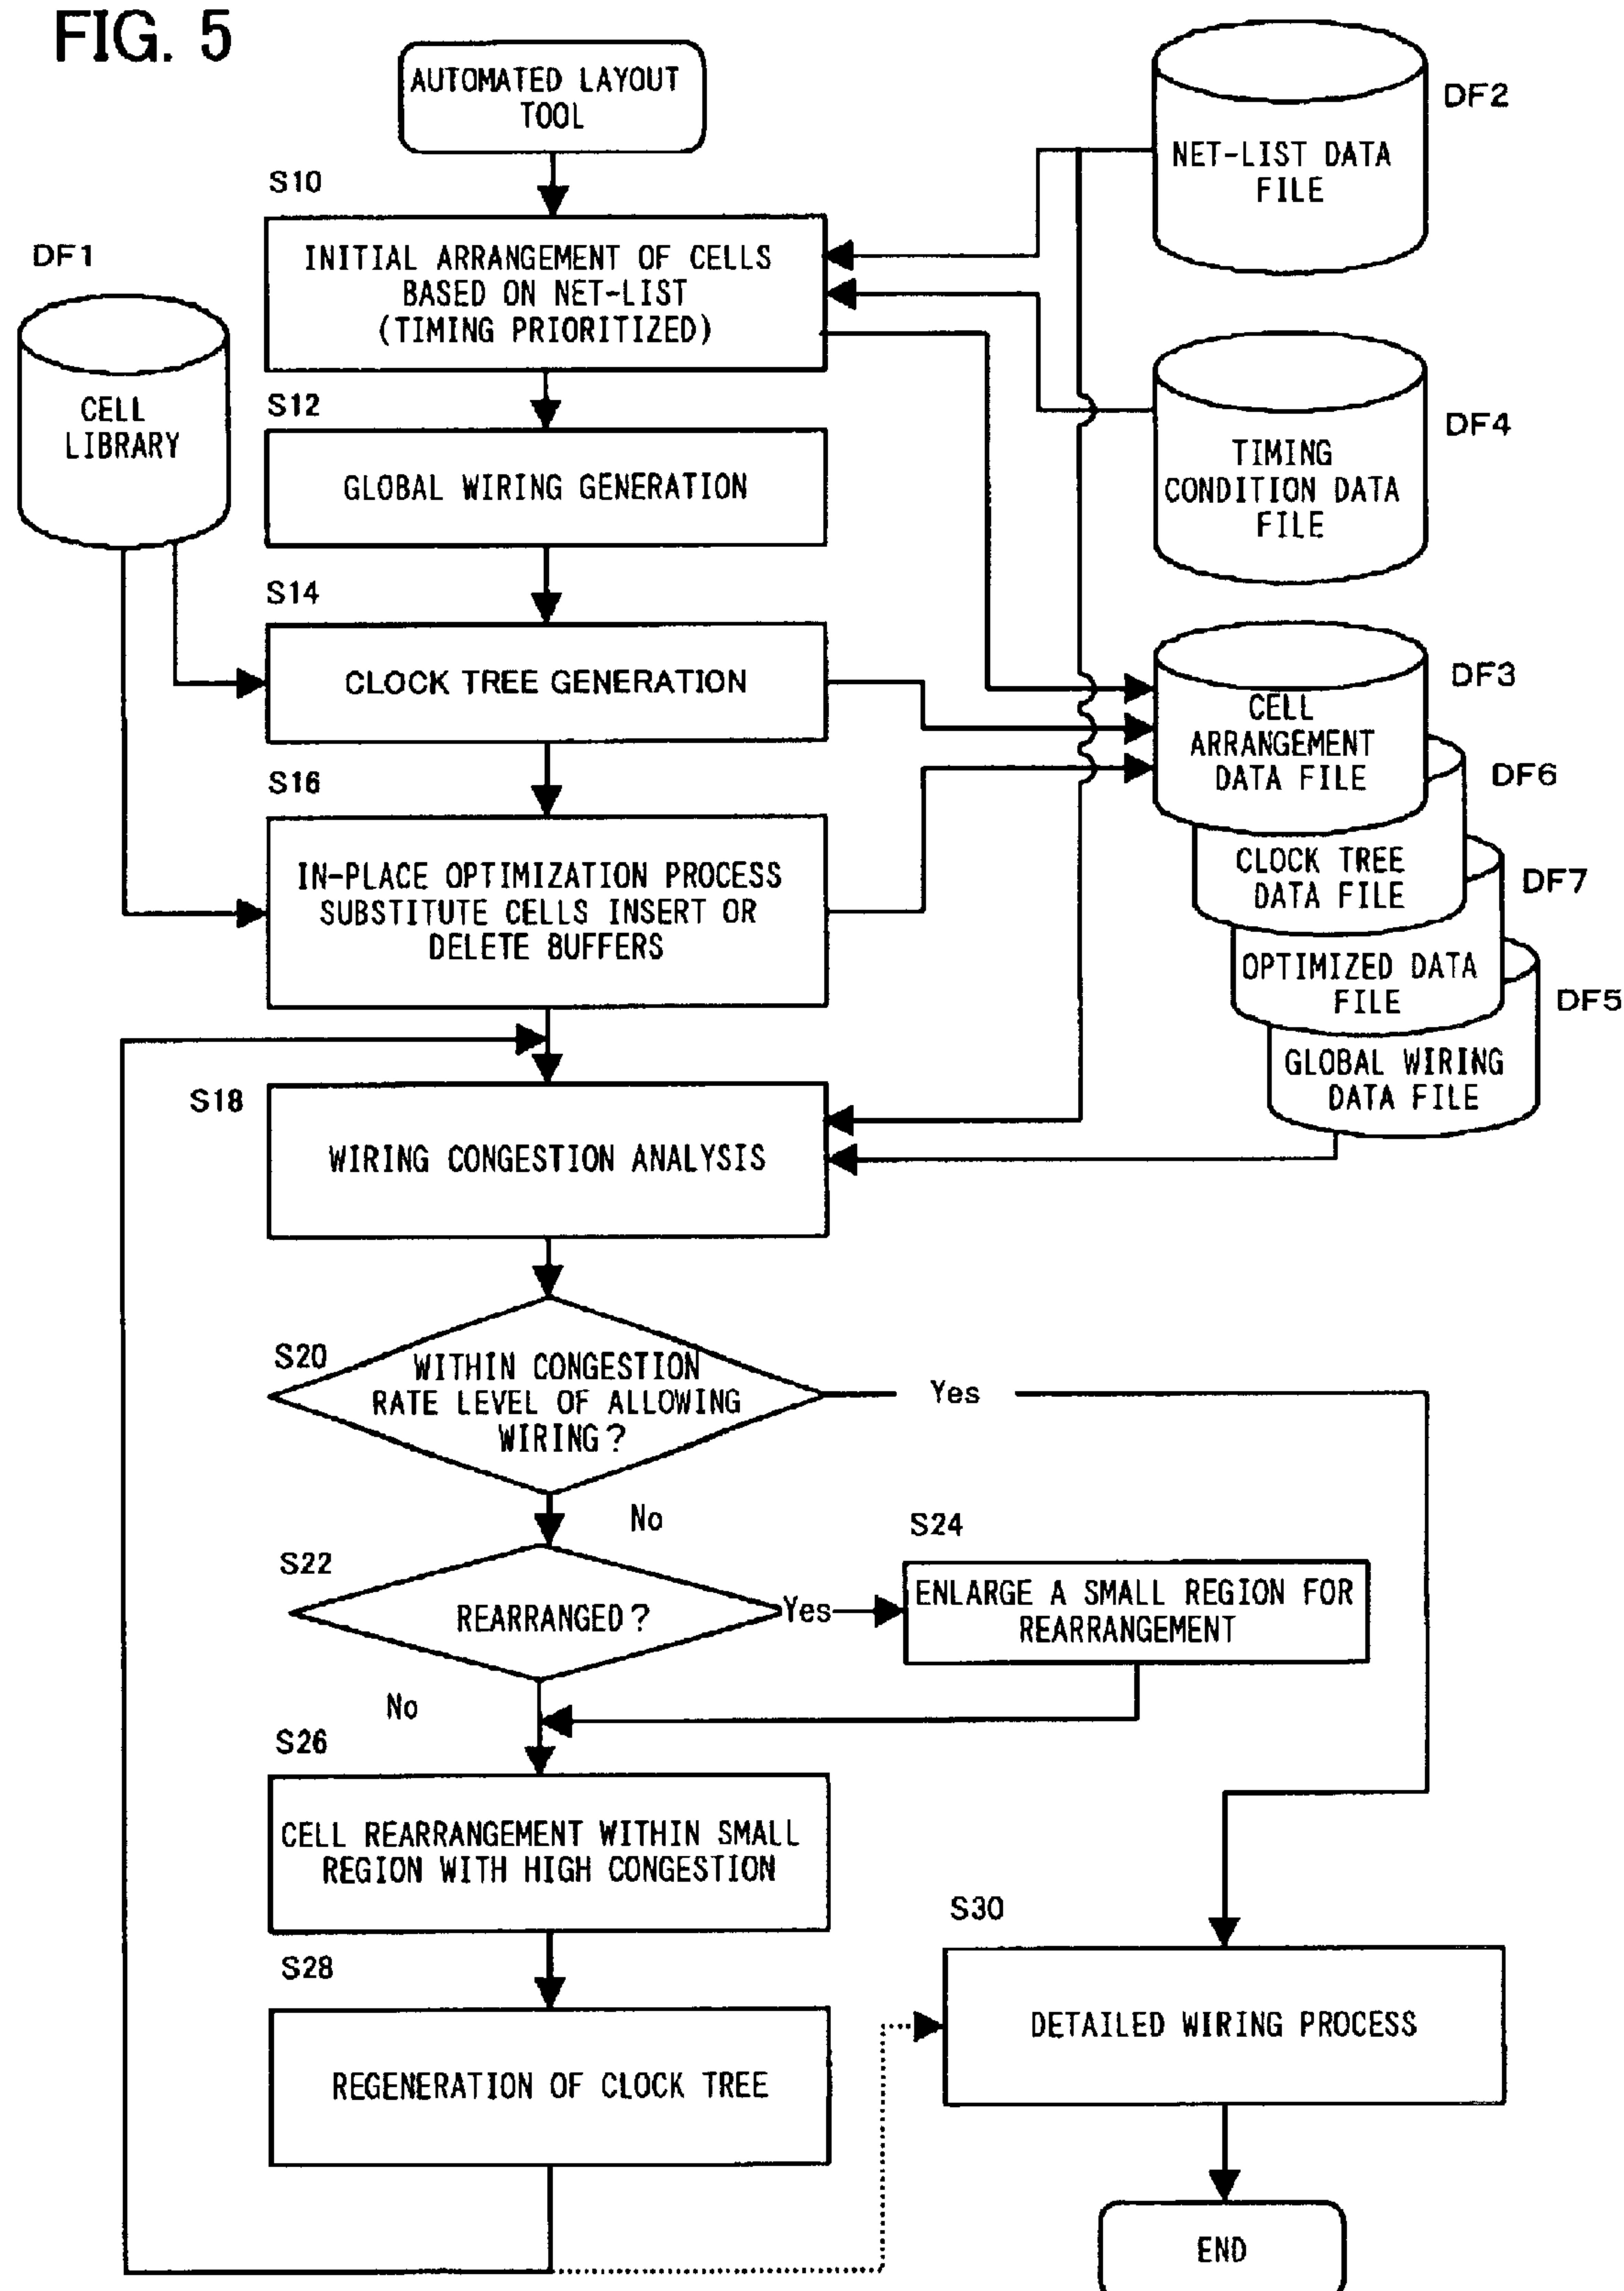 FIG. 5
AUTOMATED LAYOUT
TOOL
DF2
NET-LIST DATA
FILE
S10
INITIAL ARRANGEMENT OF CELLS
BASED ON NET-LIST
(TIMING PRIORITIZED)
DF1
CELL
LIBRARY
S12
GLOBAL WIRING GENERATION
DF4
TIMING
CONDITION DATA
FILE
S14
CLOCK TREE GENERATION
DF3
CELL
ARRANGEMENT
DATA FILE
S16
IN-PLACE OPTIMIZATION PROCESS
SUBSTITUTE CELLS INSERT OR
DELETE BUFFERS
DF6
CLOCK TREE
DATA FILE
DF7
OPTIMIZED DATA
FILE
DF5
GLOBAL WIRING
DATA FILE
S18
WIRING CONGESTION ANALYSIS
S20
WITHIN CONGESTION
RATE LEVEL OF ALLOWING
WIRING?
Yes
No
S22
REARRANGED?
Yes
S24
ENLARGE A SMALL REGION FOR
REARRANGEMENT
No
S26
CELL REARRANGEMENT WITHIN SMALL
REGION WITH HIGH CONGESTION
S28
REGENERATION OF CLOCK TREE
S30
DETAILED WIRING PROCESS
END